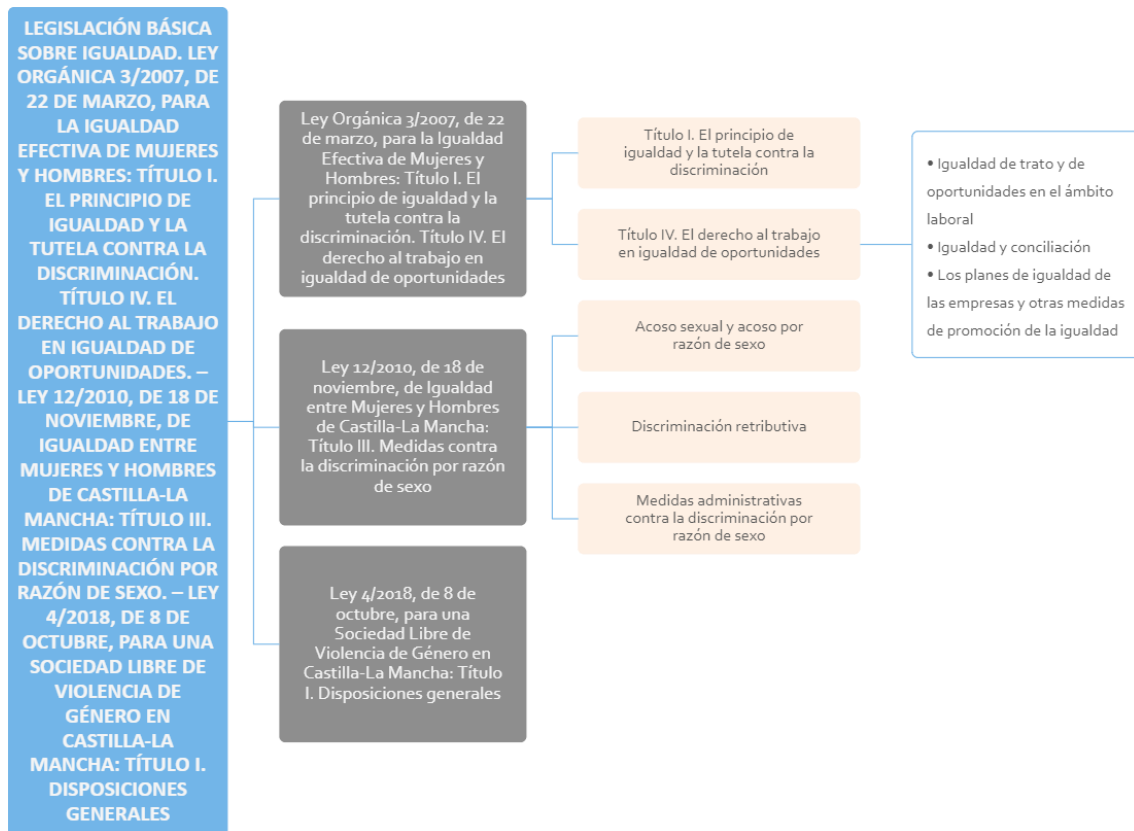 LEGISLACIÓN BÁSICA
SOBRE IGUALDAD. LEY
ORGÁNICA 3/2007, DE
22 DE MARZO, PARA
LA IGUALDAD
EFECTIVA DE MUJERES
Y HOMBRES: TÍTULO I.
EL PRINCIPIO DE
IGUALDAD Y LA
TUTELA CONTRA LA
DISCRIMINACIÓN.
TÍTULO IV. EL
DERECHO AL TRABAJO
EN IGUALDAD DE
OPORTUNIDADES. –
LEY 12/2010, DE 18 DE
NOVIEMBRE, DE
IGUALDAD ENTRE
MUJERES Y HOMBRES
DE CASTILLA-LA
MANCHA: TÍTULO III.
MEDIDAS CONTRA LA
DISCRIMINACIÓN POR
RAZÓN DE SEXO. – LEY
4/2018, DE 8 DE
OCTUBRE, PARA UNA
SOCIEDAD LIBRE DE
VIOLENCIA DE
GÉNERO EN
CASTILLA-LA
MANCHA: TÍTULO I.
DISPOSICIONES
GENERALES
Ley Orgánica 3/2007, de 22
de marzo, para la Igualdad
Efectiva de Mujeres y
Hombres: Título I. El
principio de igualdad y la
tutela contra la
discriminación. Título IV. El
derecho al trabajo en
igualdad de oportunidades
Título I. El principio de
igualdad y la tutela contra la
discriminación
Título IV. El derecho al trabajo
en igualdad de oportunidades
• Igualdad de trato y de
oportunidades en el ámbito
laboral
• Igualdad y conciliación
• Los planes de igualdad de
las empresas y otras medidas
de promoción de la igualdad
Ley 12/2010, de 18 de
noviembre, de Igualdad
entre Mujeres y Hombres
de Castilla-La Mancha:
Título III. Medidas contra
la discriminación por razón
de sexo
Acoso sexual y acoso por
razón de sexo
Discriminación retributiva
Medidas administrativas
contra la discriminación por
razón de sexo
Ley 4/2018, de 8 de
octubre, para una
Sociedad Libre de
Violencia de Género en
Castilla-La Mancha: Título
I. Disposiciones generales